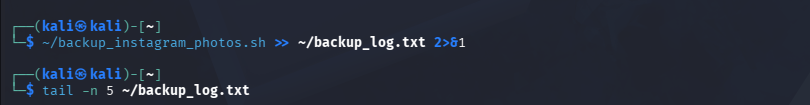 ┌──(kali㉿kali)-[~]
└─$ ~/backup_instagram_photos.sh >> ~/backup_log.txt 2>&1
┌──(kali㉿kali)-[~]
└─$ tail -n 5 ~/backup_log.txt